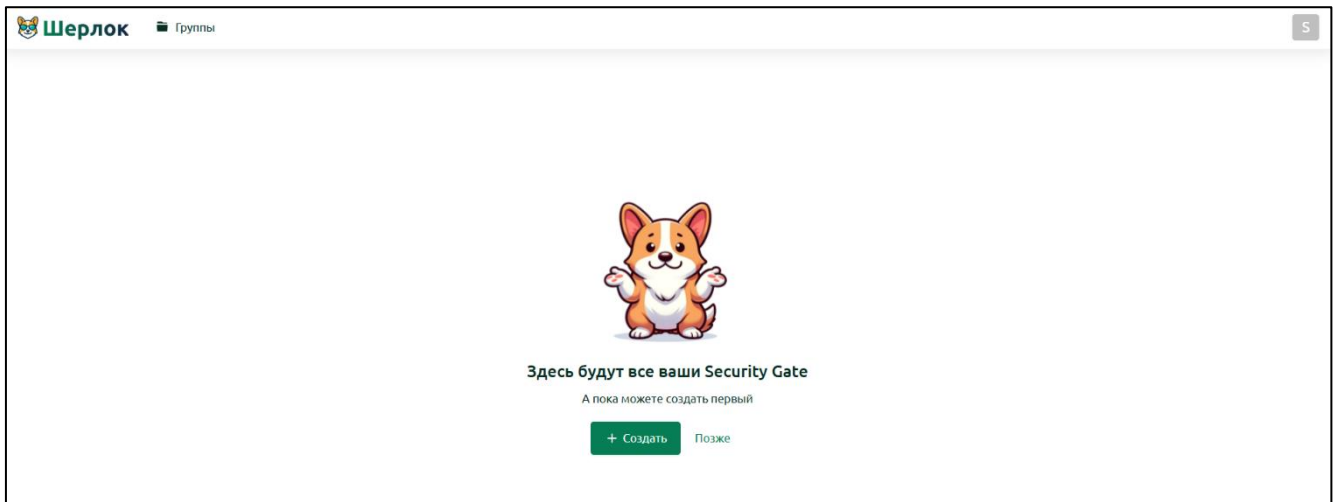 Шерлок Группы S
Здесь будут все ваши Security Gate
А пока можете создать первый
+ Создать Позже